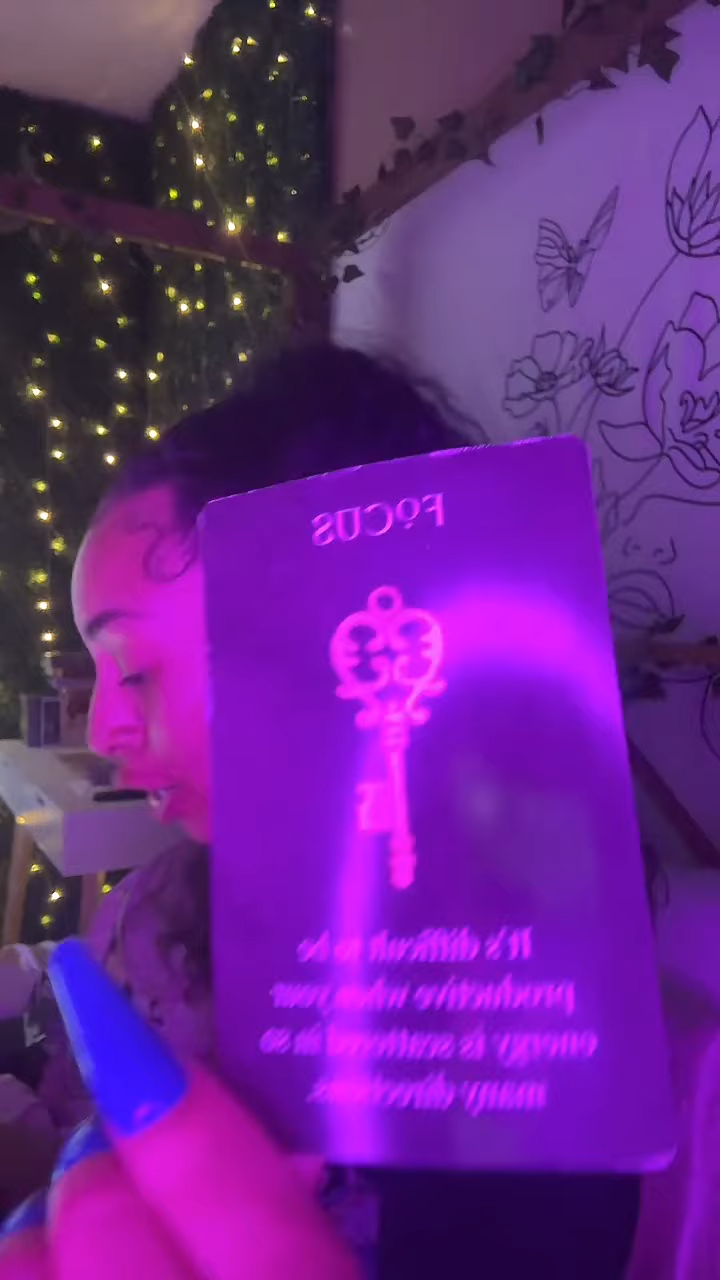 FOCUS
It's difficult to be
productive when your
energy is scattered in so
many directions.